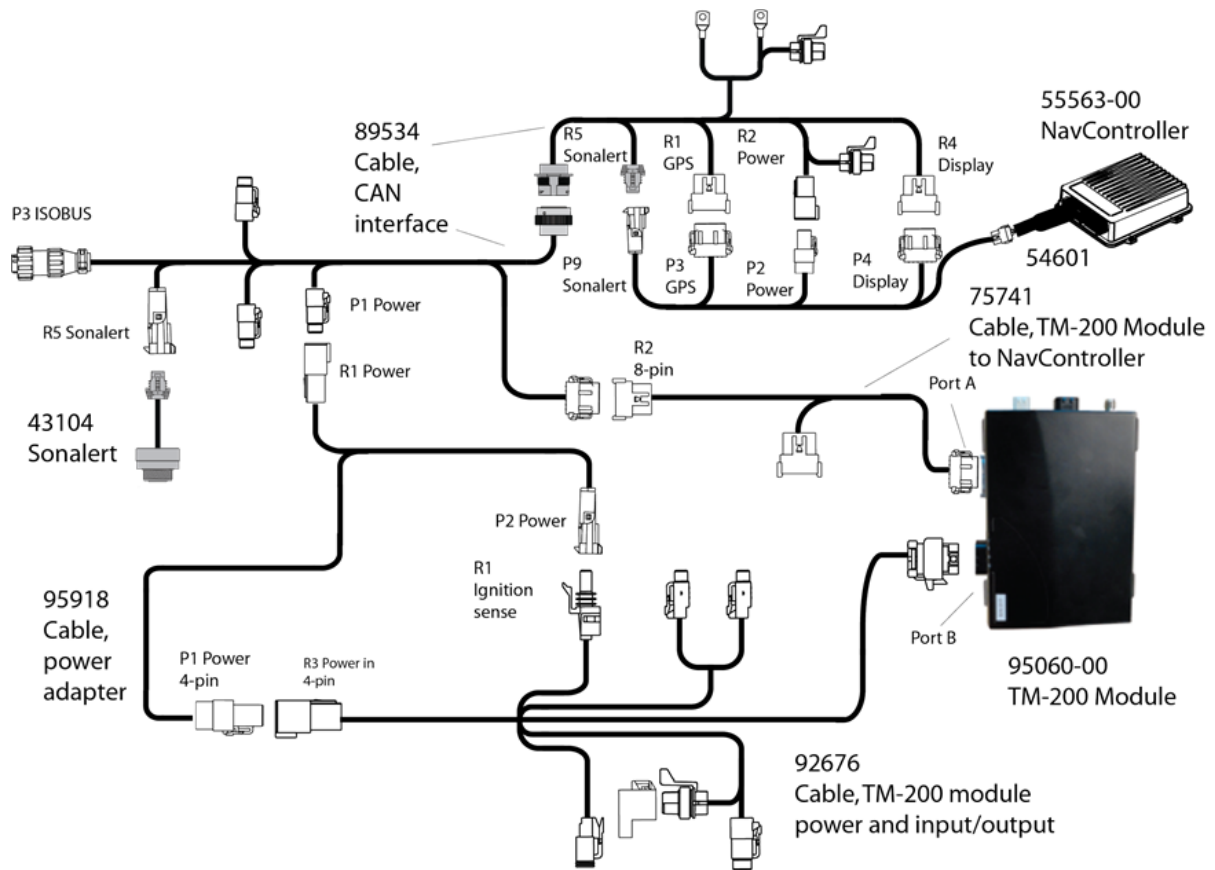 55563-00
NavController
89534
Cable,
CAN
interface
R5
Sonalert
R1
GPS
R2
Power
R4
Display
P3 ISOBUS
54601
P9
Sonalert
P3
GPS
P2
Power
P4
Display
P1 Power
R5 Sonalert
75741
Cable, TM-200 Module
to NavController
R2
8-pin
R1 Power
Port A
43104
Sonalert
P2 Power
R1
Ignition
sense
95918
Cable,
power
adapter
Port B
P1 Power
4-pin
R3 Power in
4-pin
95060-00
TM-200 Module
92676
Cable, TM-200 module
power and input/output